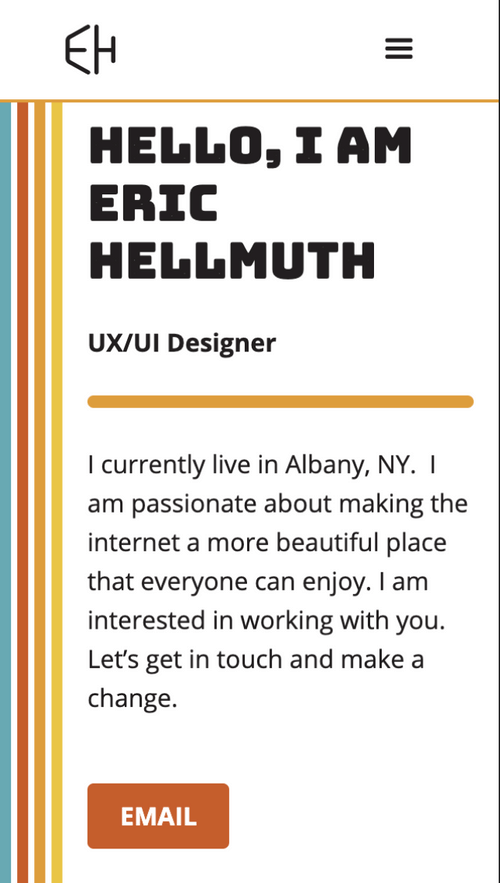 EH
HELLO, I AM
ERIC
HELLMUTH
UX/UI Designer
I currently live in Albany, NY.  I
am passionate about making the
internet a more beautiful place
that everyone can enjoy. I am
interested in working with you.
Let’s get in touch and make a
change.
EMAIL